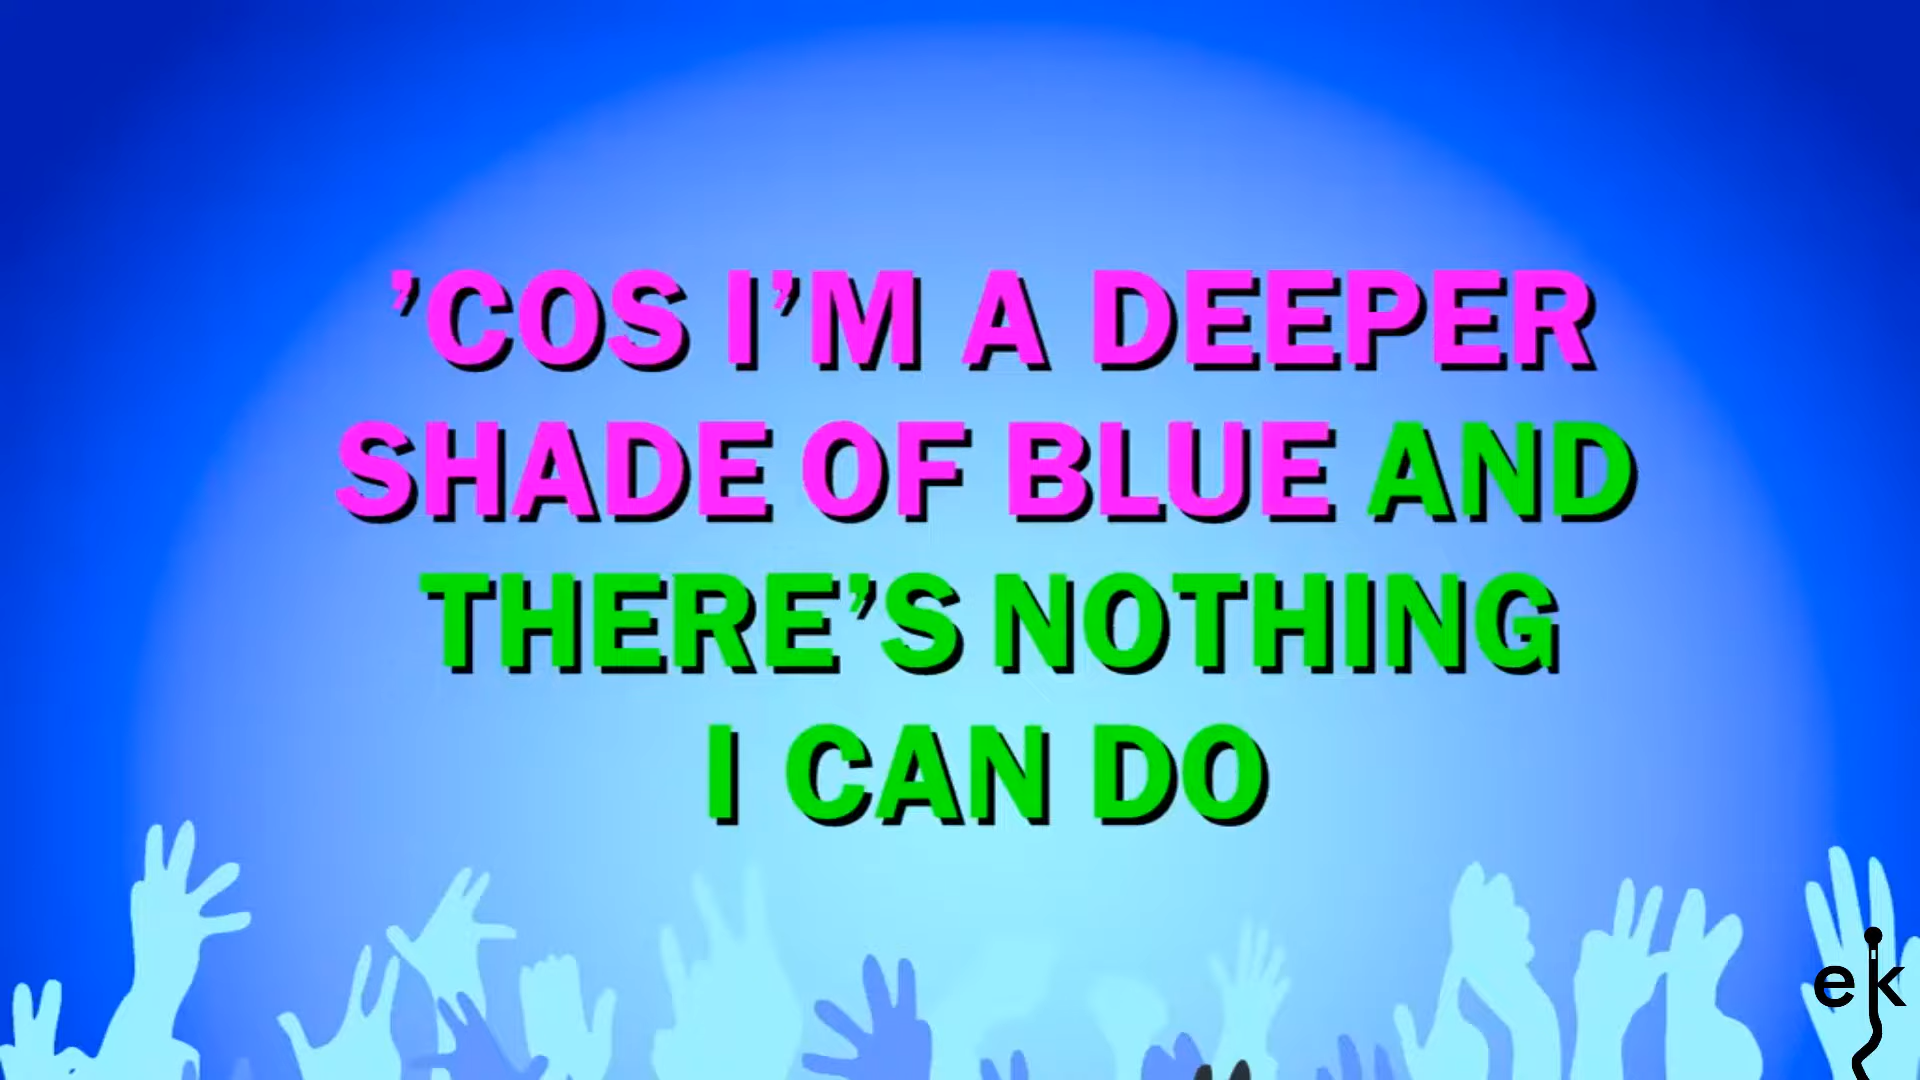 ’COS I’M A DEEPER
SHADE OF BLUE AND
THERE’S NOTHING
I CAN DO
ek